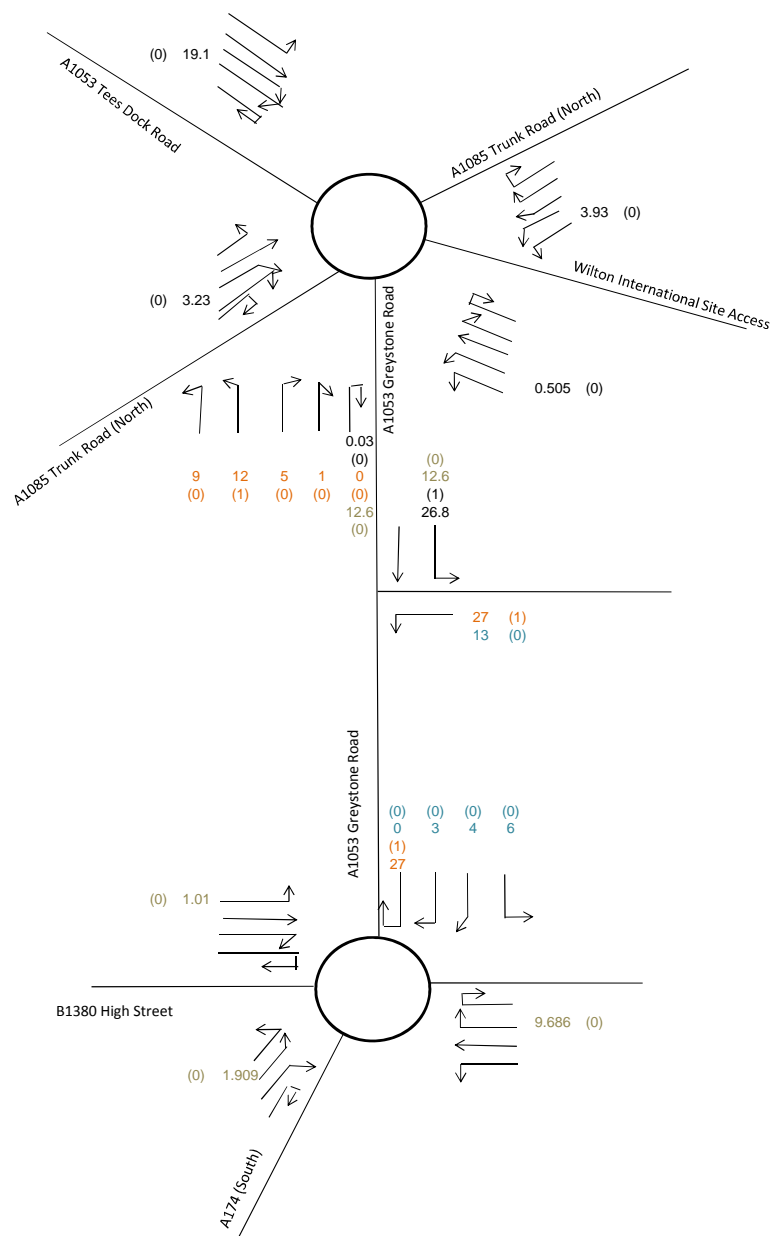 (0) 19.1
A1053 Tees Dock Road
A1085 Trunk Road (North)
3.93 (0)
Wilton International Site Access
(0) 3.23
A1053 Greystone Road
0.505 (0)
A1085 Trunk Road (North)
0.03
(0) (0)
9 12 5 1 0 12.6
(0) (1) (0) (0) (0) (1)
12.6 26.8
(0)
27 (1)
13 (0)
A1053 Greystone Road
(0) (0) (0) (0)
0 3 4 6
(1)
27
(0) 1.01
B1380 High Street
9.686 (0)
(0) 1.909
A174 (South)